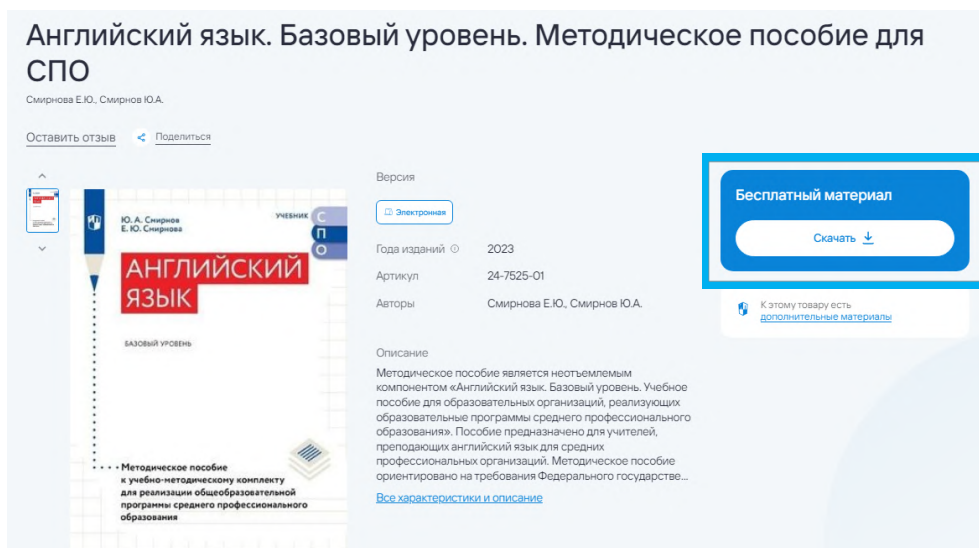 Английский язык. Базовый уровень. Методическое пособие для
СПО
Смирнова Е.Ю., Смирнов Ю.А.
Оставить отзыв
Поделиться
Ю. А. Смирнов
Е. Ю. Смирнова
УЧЕБНИК
С
П
О
АНГЛИЙСКИЙ
ЯЗЫК
БАЗОВЫЙ УРОВЕНЬ
Методическое пособие
к учебно-методическому комплекту
для реализации общеобразовательной
программы среднего профессионального
образования
Версия
Электронная
Года изданий 2023
Артикул 24-7525-01
Авторы Смирнова Е.Ю., Смирнов Ю.А.
Описание
Методическое пособие является неотъемлемым
компонентом «Английский язык. Базовый уровень. Учебное
пособие для образовательных организаций, реализующих
образовательные программы среднего профессионального
образования». Пособие предназначено для учителей,
преподающих английский язык для средних
профессиональных организаций. Методическое пособие
ориентировано на требования Федерального государстве...
Все характеристики и описание
Бесплатный материал
Скачать
К этому товару есть
дополнительные материалы